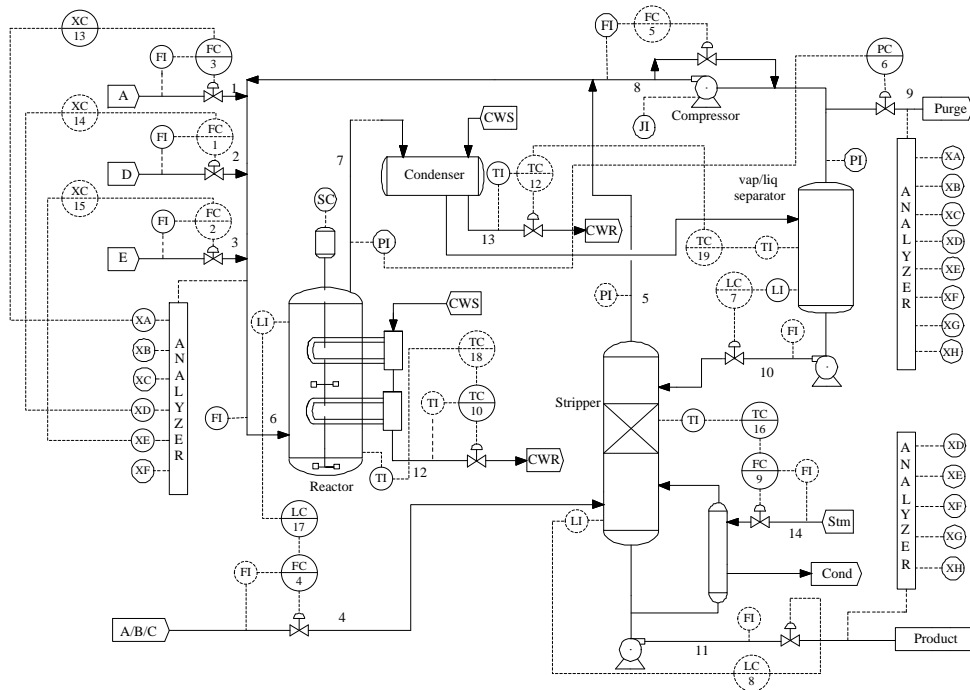 XC
13
FI
FC
3
A
1
XC
14
FI
FC
1
D
2
XC
15
FI
FC
2
E
3
XA
XB
XC
XD
XE
XF
ANALYZER
FI
6
LI
SC
7
PI
CWS
Condenser
TI
TC
12
13
CWR
CWS
TC
18
TI
TC
10
12
CWR
TI
Reactor
LC
17
FI
FC
4
A/B/C
4
FI
FC
5
8
JI
Compressor
PC
6
9
Purge
PI
vap/liq
separator
TC
19
TI
LC
7
LI
FI
10
PI
5
Stripper
TI
TC
16
FC
9
FI
Stm
14
LI
Cond
FI
11
LC
8
Product
ANALYZER
XA
XB
XC
XD
XE
XF
XG
XH
ANALYZER
XD
XE
XF
XG
XH